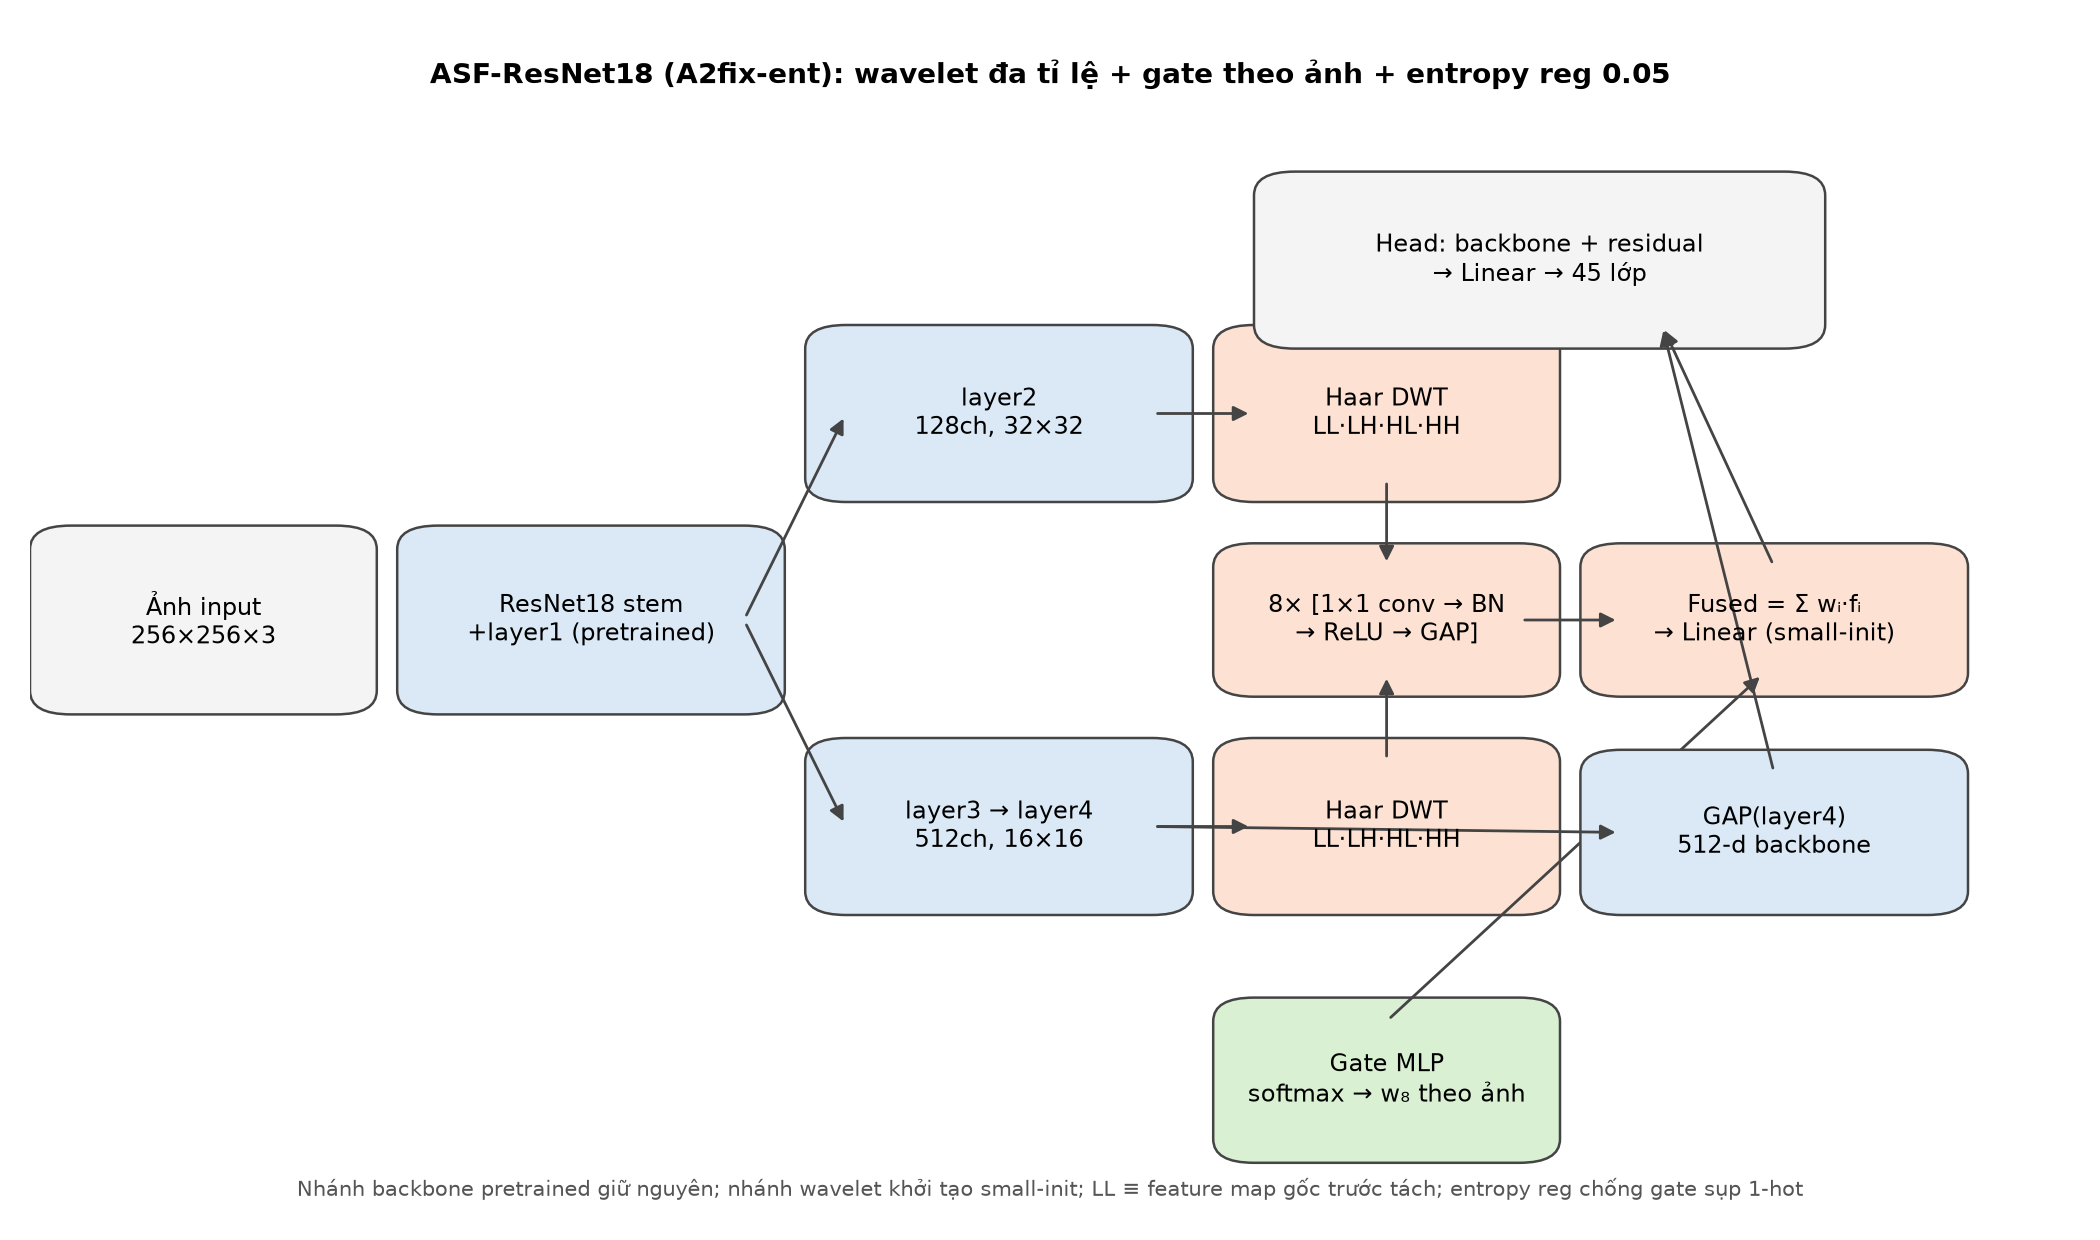 ASF-ResNet18 (A2fix-ent): wavelet đa tỉ lệ + gate theo ảnh + entropy reg 0.05
Head: backbone + residual
→ Linear → 45 lớp
layer2
128ch, 32×32
Haar DWT
LL·LH·HL·HH
Ảnh input
256×256×3
ResNet18 stem
+layer1 (pretrained)
8× [1×1 conv → BN
→ ReLU → GAP]
Fused = Σ wᵢ·fᵢ
→ Linear (small-init)
layer3 → layer4
512ch, 16×16
Haar DWT
LL·LH·HL·HH
GAP(layer4)
512-d backbone
Gate MLP
softmax → w₈ theo ảnh
Nhánh backbone pretrained giữ nguyên; nhánh wavelet khởi tạo small-init; LL ≡ feature map gốc trước tách; entropy reg chống gate sụp 1-hot